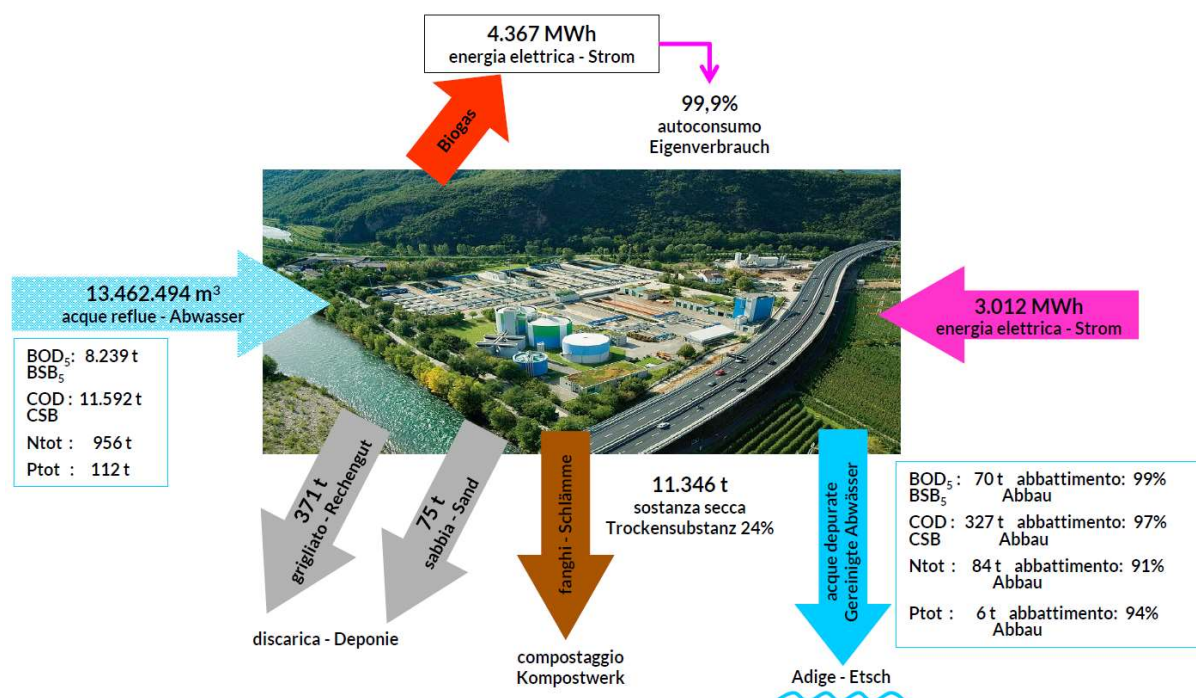 4.367 MWh
energia elettrica - Strom
99,9%
autoconsumo
Eigenverbrauch
Biogas
13.462.494 m³
acque reflue - Abwasser
BOD₅: 8.239 t
BSB₅
COD : 11.592 t
CSB
Ntot : 956 t
Ptot : 112 t
3.012 MWh
energia elettrica - Strom
371 t
grigliato - Rechengut
75 t
sabbia - Sand
discarica - Deponie
fanghi - Schlämme
11.346 t
sostanza secca
Trockensubstanz 24%
compostaggio
Kompostwerk
acque depurate
Gereinigte Abwässer
Adige - Etsch
BOD₅ : 70 t abbattimento: 99%
BSB₅ Abbau
COD : 327 t abbattimento: 97%
CSB Abbau
Ntot : 84 t abbattimento: 91%
Abbau
Ptot : 6 t abbattimento: 94%
Abbau